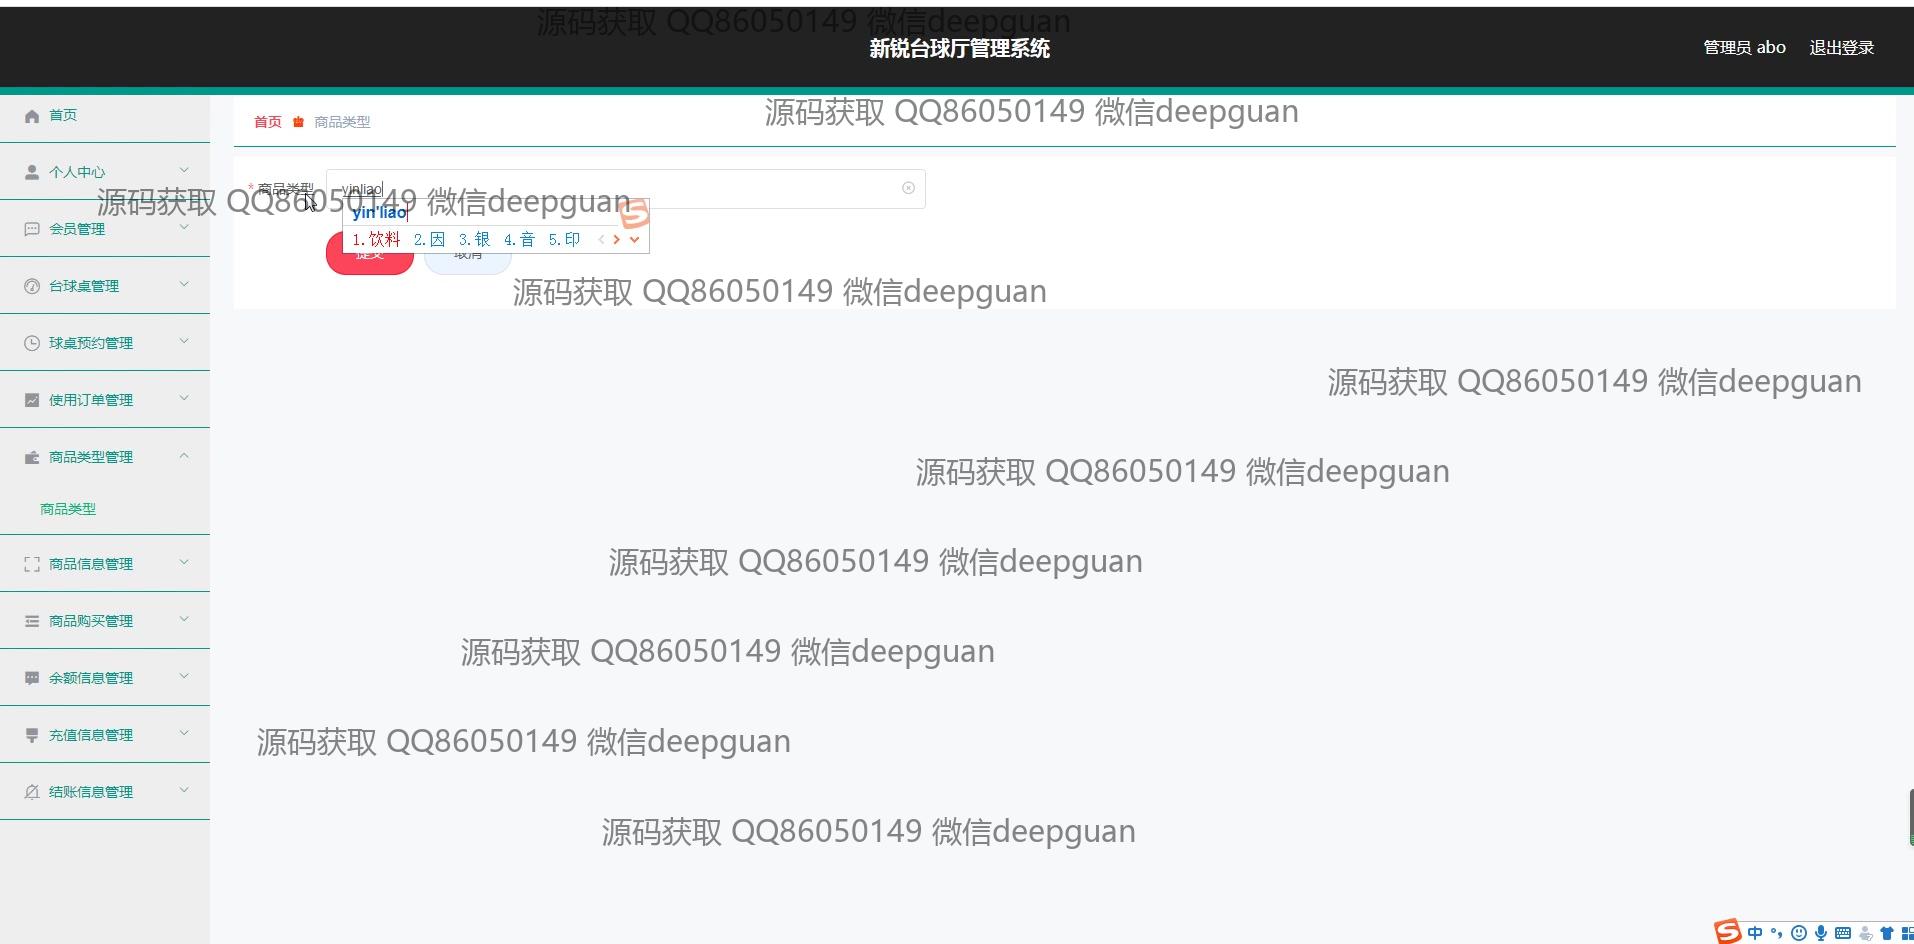 源码获取 QQ86050149 微信deepguan
新锐台球厅管理系统
管理员 abo 退出登录
首页
首页 商品类型
源码获取 QQ86050149 微信deepguan
个人中心
* 商品类型 yinliao
源码获取 QQ86050149 微信deepguan
yin'liao
会员管理
1.饮料 2.因 3.银 4.音 5.印
提交 取消
台球桌管理
源码获取 QQ86050149 微信deepguan
球桌预约管理
源码获取 QQ86050149 微信deepguan
使用订单管理
商品类型管理
源码获取 QQ86050149 微信deepguan
商品类型
商品信息管理
源码获取 QQ86050149 微信deepguan
商品购买管理
源码获取 QQ86050149 微信deepguan
余额信息管理
充值信息管理
源码获取 QQ86050149 微信deepguan
结账信息管理
源码获取 QQ86050149 微信deepguan
中